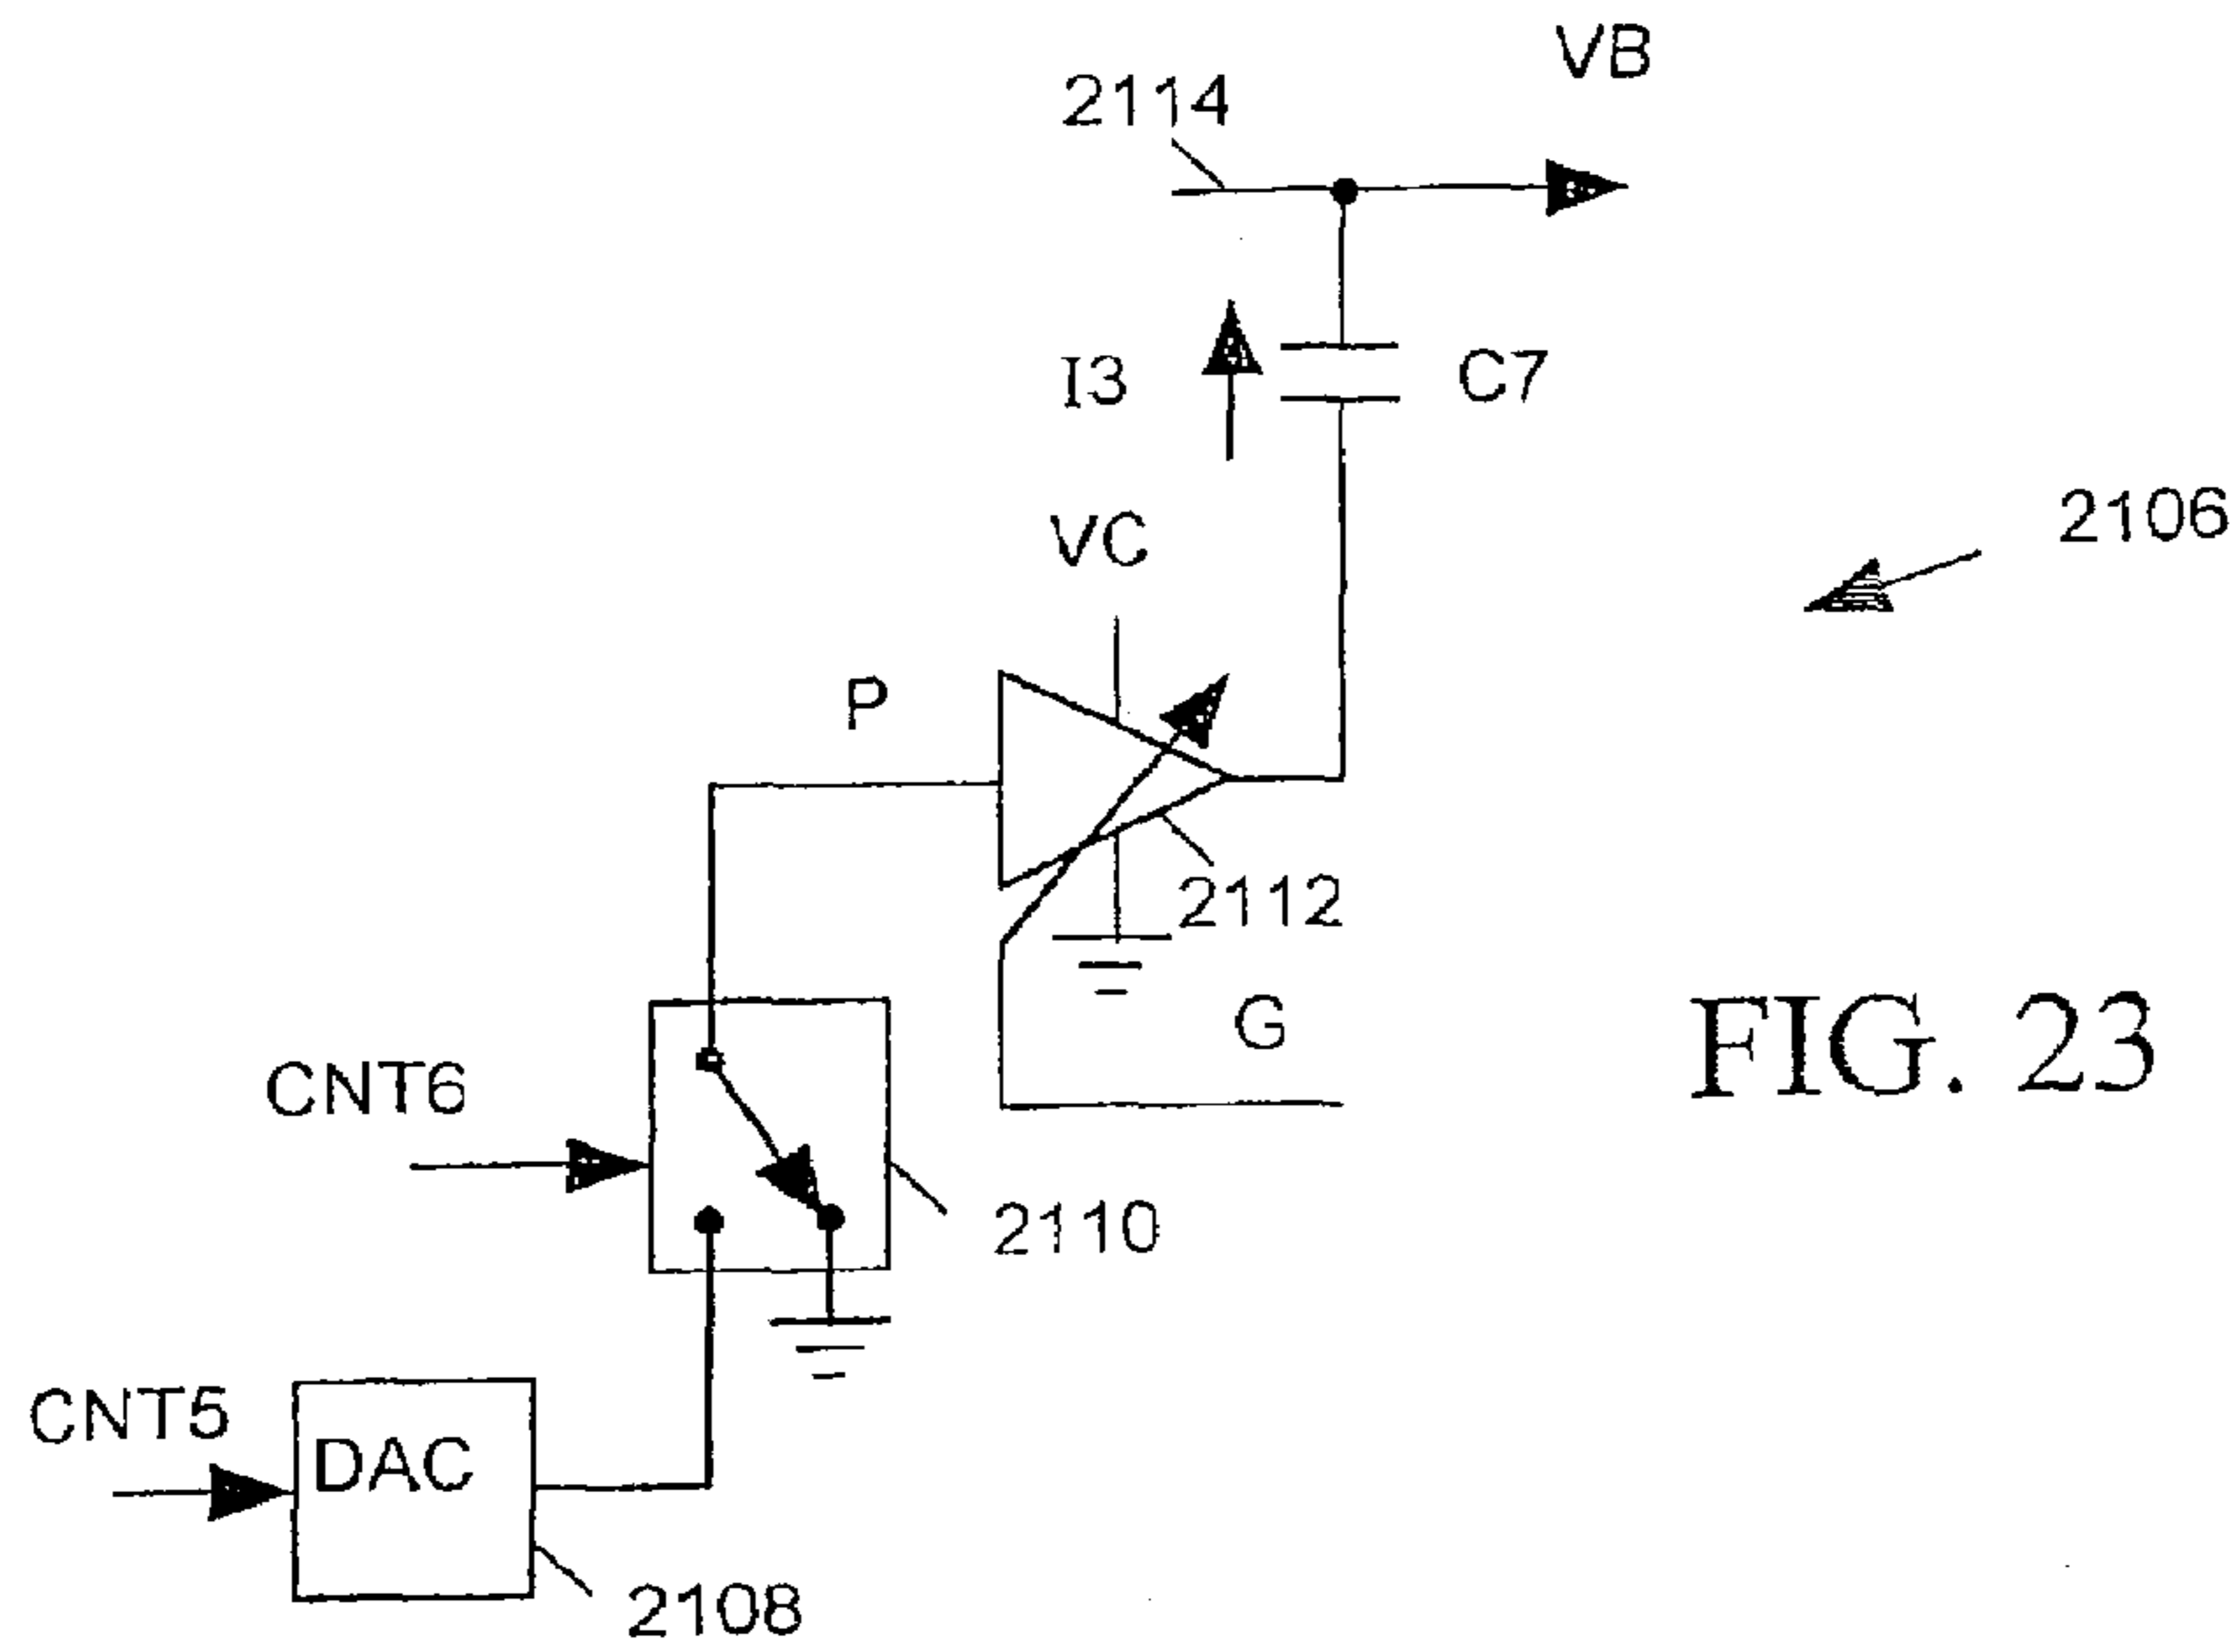 VB
2114
I3
C7
VC
2106
P
2112
G
FIG. 23
CNT6
2110
CNT5
DAC
2108